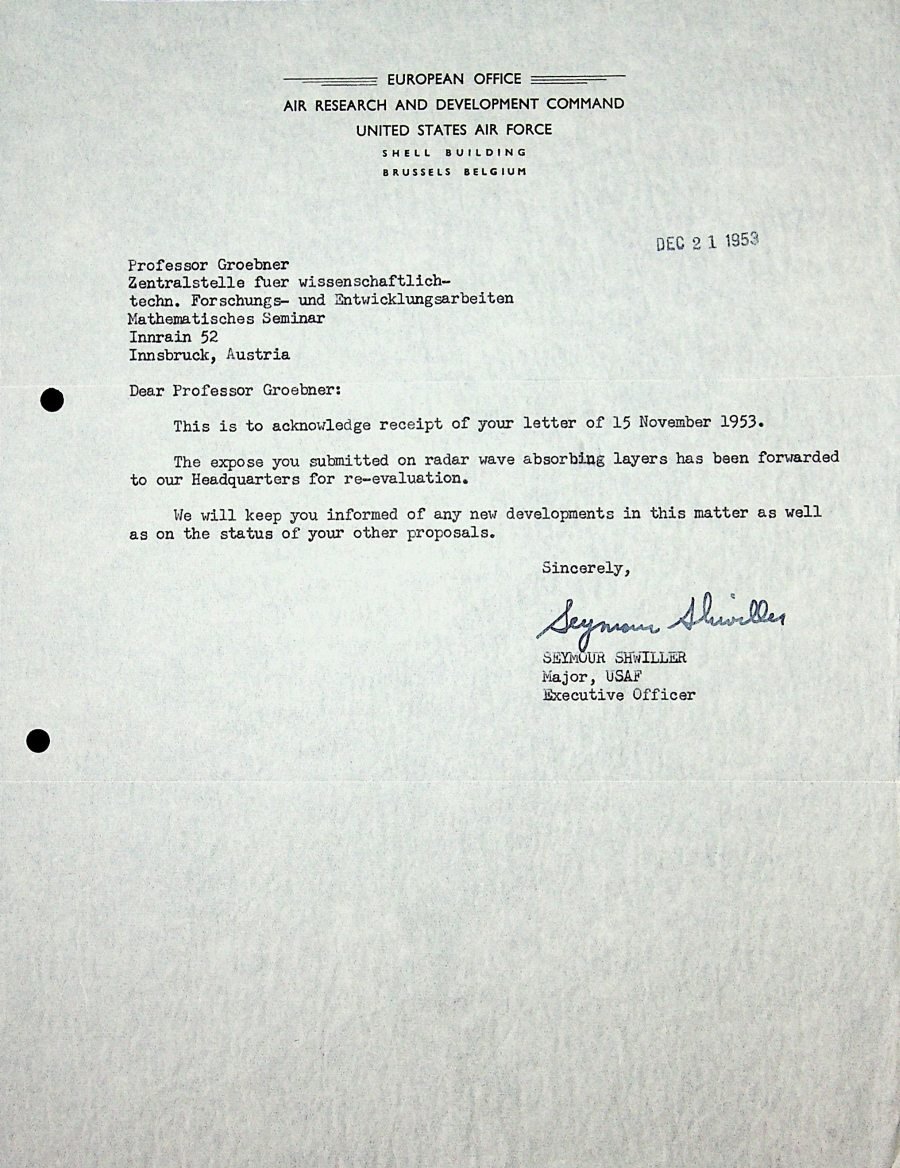 EUROPEAN OFFICE
AIR RESEARCH AND DEVELOPMENT COMMAND
UNITED STATES AIR FORCE
SHELL BUILDING
BRUSSELS BELGIUM
DEC 21 1953
Professor Groebner
Zentralstelle fuer wissenschaftlich-
techn. Forschungs- und Entwicklungsarbeiten
Mathematisches Seminar
Innrain 52
Innsbruck, Austria
Dear Professor Groebner:
This is to acknowledge receipt of your letter of 15 November 1953.
The expose you submitted on radar wave absorbing layers has been forwarded
to our Headquarters for re-evaluation.
We will keep you informed of any new developments in this matter as well
as on the status of your other proposals.
Sincerely,
Seymour Shwiller
SEYMOUR SHWILLER
Major, USAF
Executive Officer